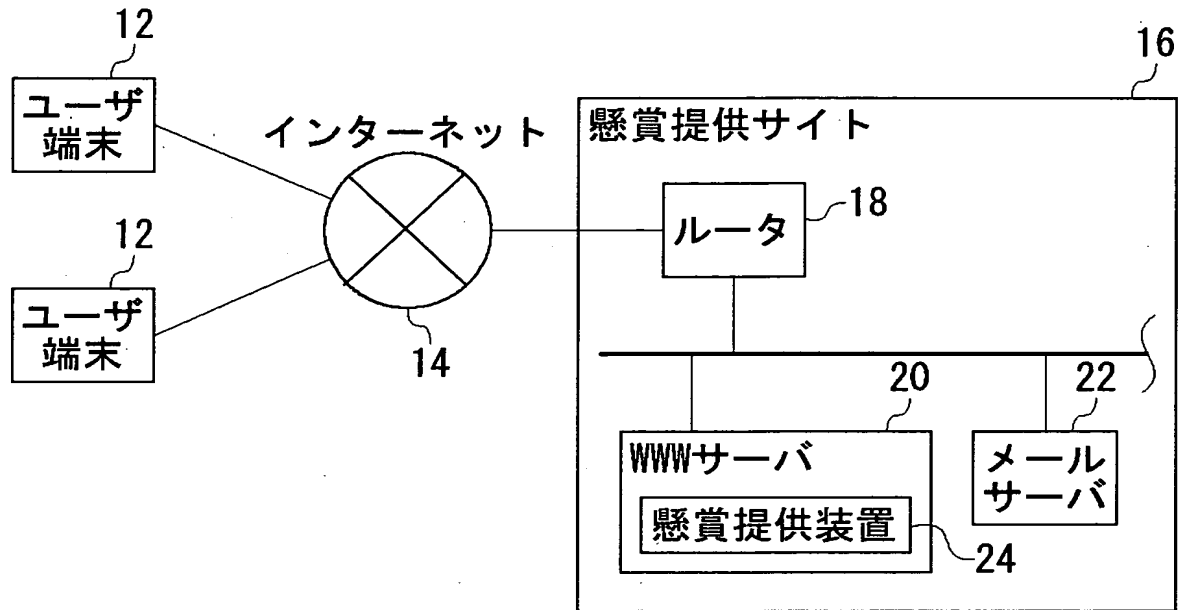 12
ユーザ
端末
12
ユーザ
端末
インターネット
14
16
懸賞提供サイト
ルータ
18
20
WWWサーバ
懸賞提供装置
24
22
メール
サーバ